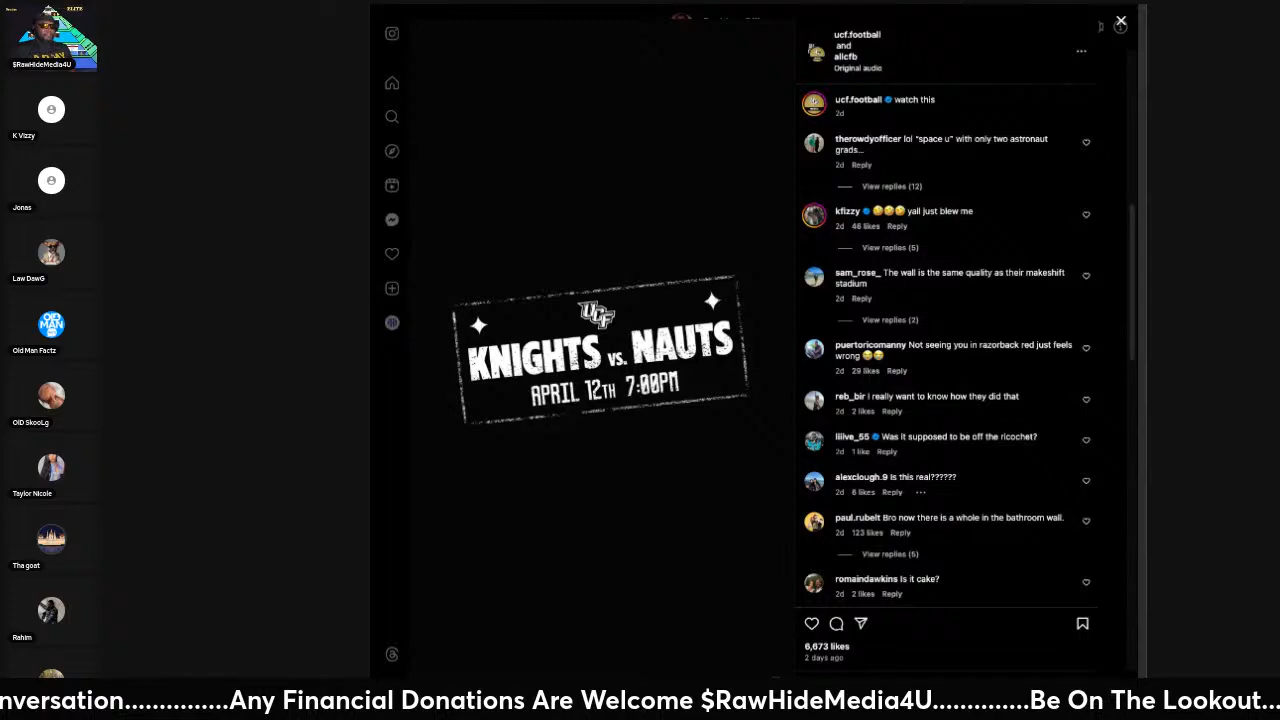 ELITE
$RawHideMedia4U
K Vizzy
Jonas
Law DawG
OlD MAN
Old Man Factz
OlD SkooLg
Taylor Nicole
Tha goat
Rahim
UCF
KNIGHTS vs. NAUTS
APRIL 12TH 7:00PM
ucf.football
and
alicfb
Original audio
ucf.football watch this
2d
therowdyofficer lol “space u” with only two astronaut
grads...
2d Reply
View replies (12)
kfizzy 🤣🤣🤣 yall just blew me
2d 46 likes Reply
View replies (5)
sam_rose_ The wall is the same quality as their makeshift
stadium
2d Reply
View replies (2)
puertoricomanny Not seeing you in razorback red just feels
wrong 😂😂
2d 29 likes Reply
reb_bir I really want to know how they did that
2d 2 likes Reply
liiive_55 Was it supposed to be off the ricochet?
2d 1 like Reply
alexclough.9 Is this real??????
2d 6 likes Reply ...
paul.rubelt Bro now there is a whole in the bathroom wall.
2d 123 likes Reply
View replies (5)
romaindawkins Is it cake?
2d 2 likes Reply
6,673 likes
2 days ago
nversation...............Any Financial Donations Are Welcome $RawHideMedia4U..............Be On The Lookout...